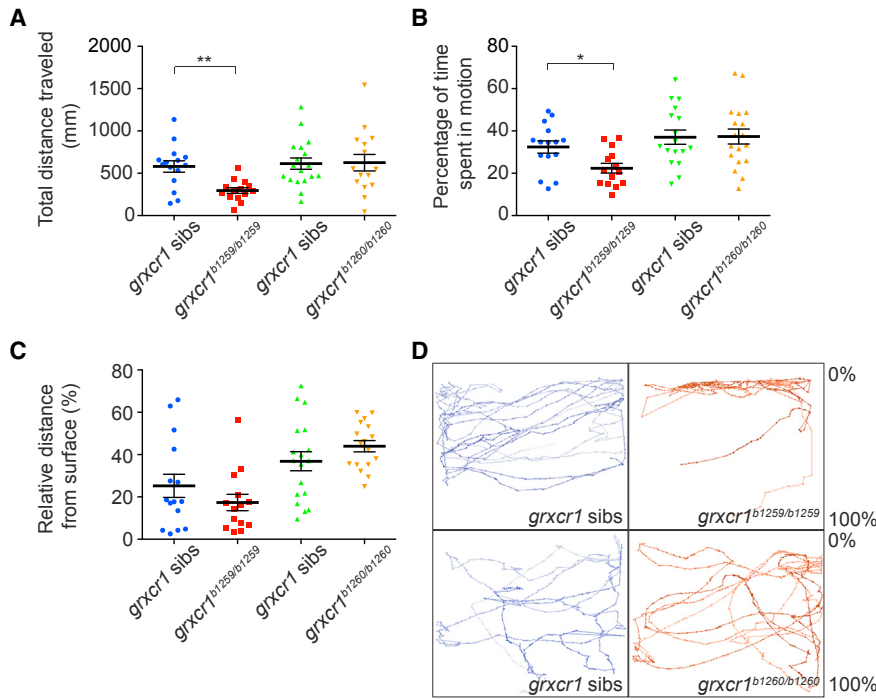 A
Total distance traveled
(mm)
2000
1500
1000
500
0
**
grxcr1 sibs
grxcr1b1259/b1259
grxcr1 sibs
grxcr1b1260/b1260
B
Percentage of time
spent in motion
80
60
40
20
0
*
grxcr1 sibs
grxcr1b1259/b1259
grxcr1 sibs
grxcr1b1260/b1260
C
Relative distance
from surface (%)
80
60
40
20
0
grxcr1 sibs
grxcr1b1259/b1259
grxcr1 sibs
grxcr1b1260/b1260
D
0%
grxcr1 sibs
grxcr1b1259/b1259
100%
0%
grxcr1 sibs
grxcr1b1260/b1260
100%